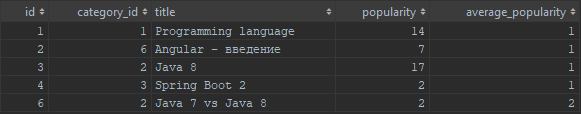 id category_id title popularity average_popularity
1 1 Programming language 14 1
2 6 Angular - введение 7 1
3 2 Java 8 17 1
4 3 Spring Boot 2 2 1
6 2 Java 7 vs Java 8 2 2